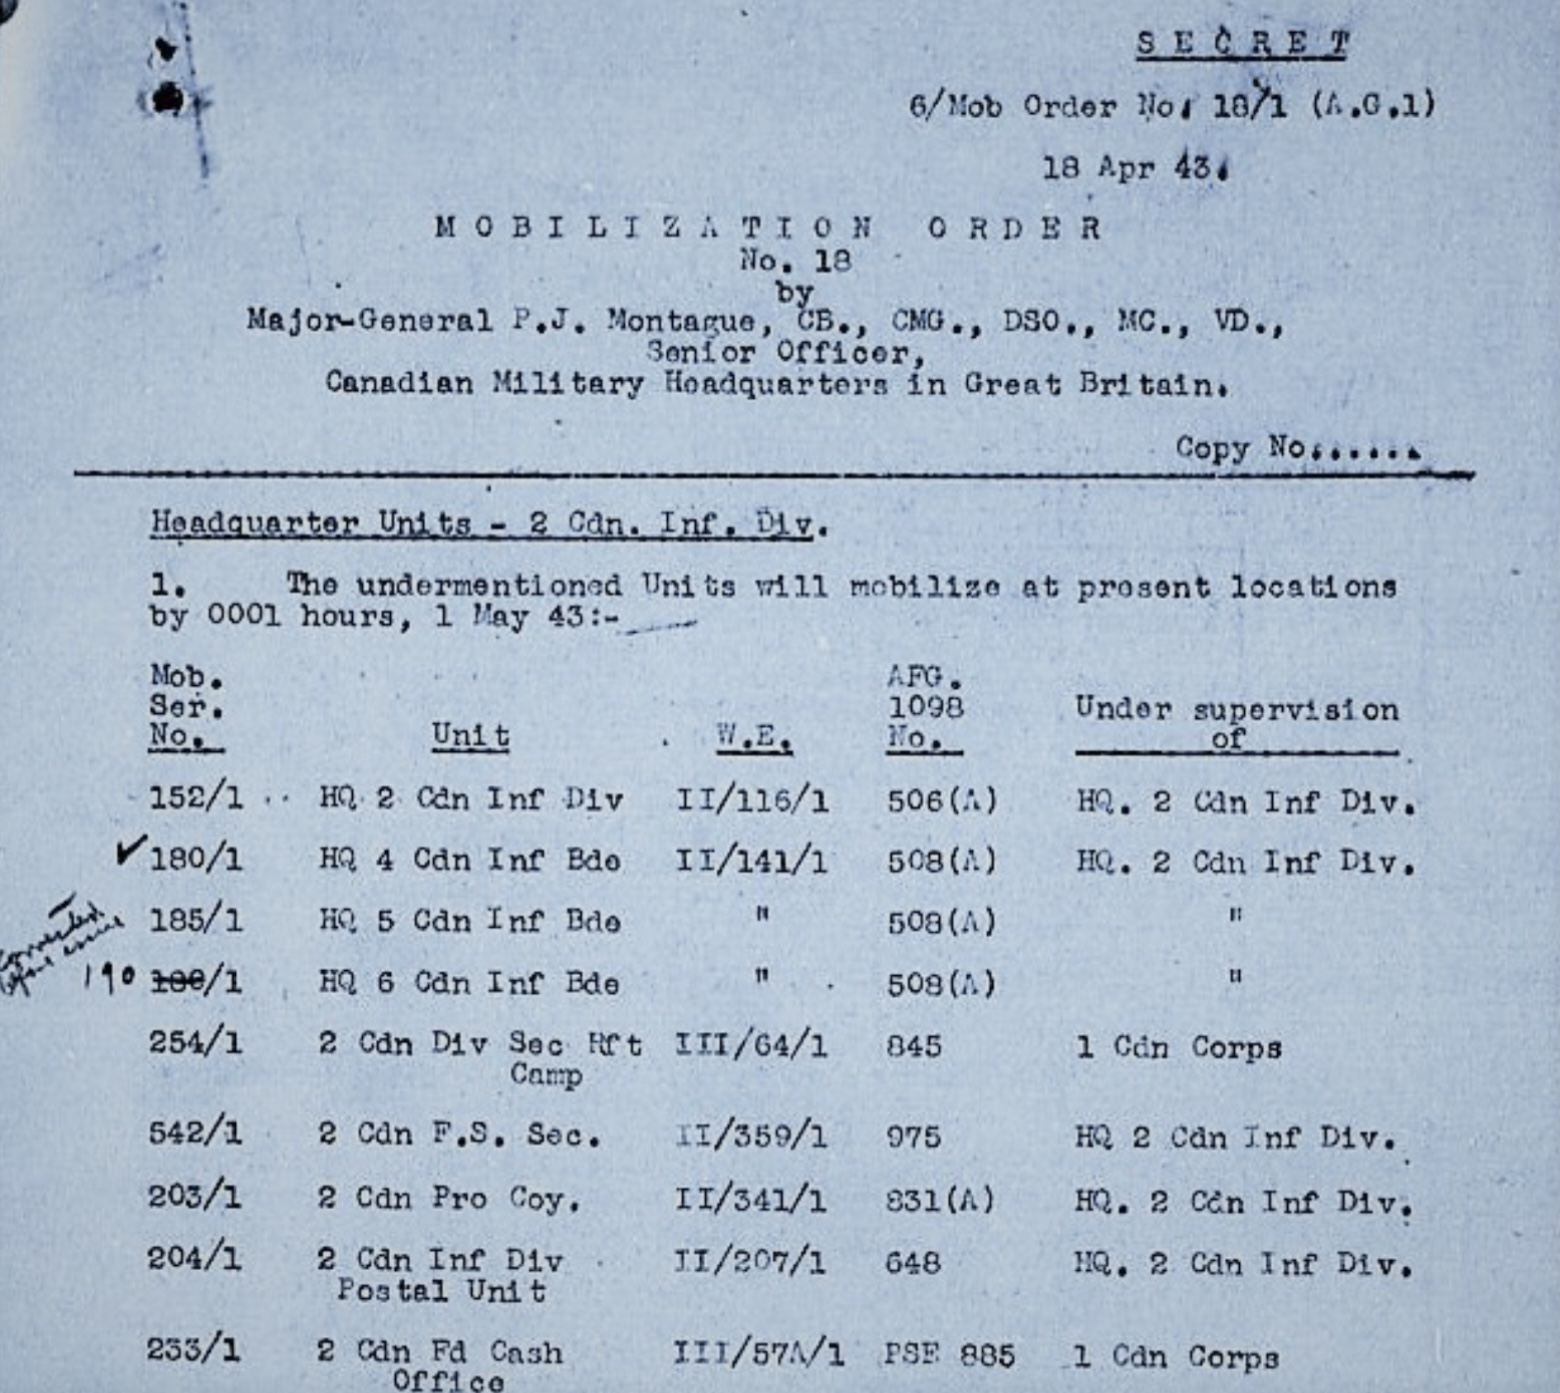 SECRET
6/Mob Order No. 18/1 (A.G.1)
18 Apr 43.
MOBILIZATION ORDER
No. 18
by
Major-General P.J. Montague, CB., CMG., DSO., MC., VD.,
Senior Officer,
Canadian Military Headquarters in Great Britain.
Copy No......
Headquarter Units - 2 Cdn. Inf. Div.
1. The undermentioned Units will mobilize at present locations
by 0001 hours, 1 May 43:-
Mob. Ser. No. Unit W.E. AFG. 1098 No. Under supervision of
152/1 HQ 2 Cdn Inf Div II/116/1 506(A) HQ. 2 Cdn Inf Div.
✓ 180/1 HQ 4 Cdn Inf Bde II/141/1 508(A) HQ. 2 Cdn Inf Div.
185/1 HQ 5 Cdn Inf Bde " 508(A) "
190 /1 HQ 6 Cdn Inf Bde " 508(A) "
254/1 2 Cdn Div Sec Rft III/64/1 845 1 Cdn Corps
Camp
542/1 2 Cdn F.S. Sec. II/359/1 975 HQ 2 Cdn Inf Div.
203/1 2 Cdn Pro Coy. II/341/1 831(A) HQ. 2 Cdn Inf Div.
204/1 2 Cdn Inf Div II/207/1 648 HQ. 2 Cdn Inf Div.
Postal Unit
233/1 2 Cdn Fd Cash III/57A/1 PSE 885 1 Cdn Corps
Office